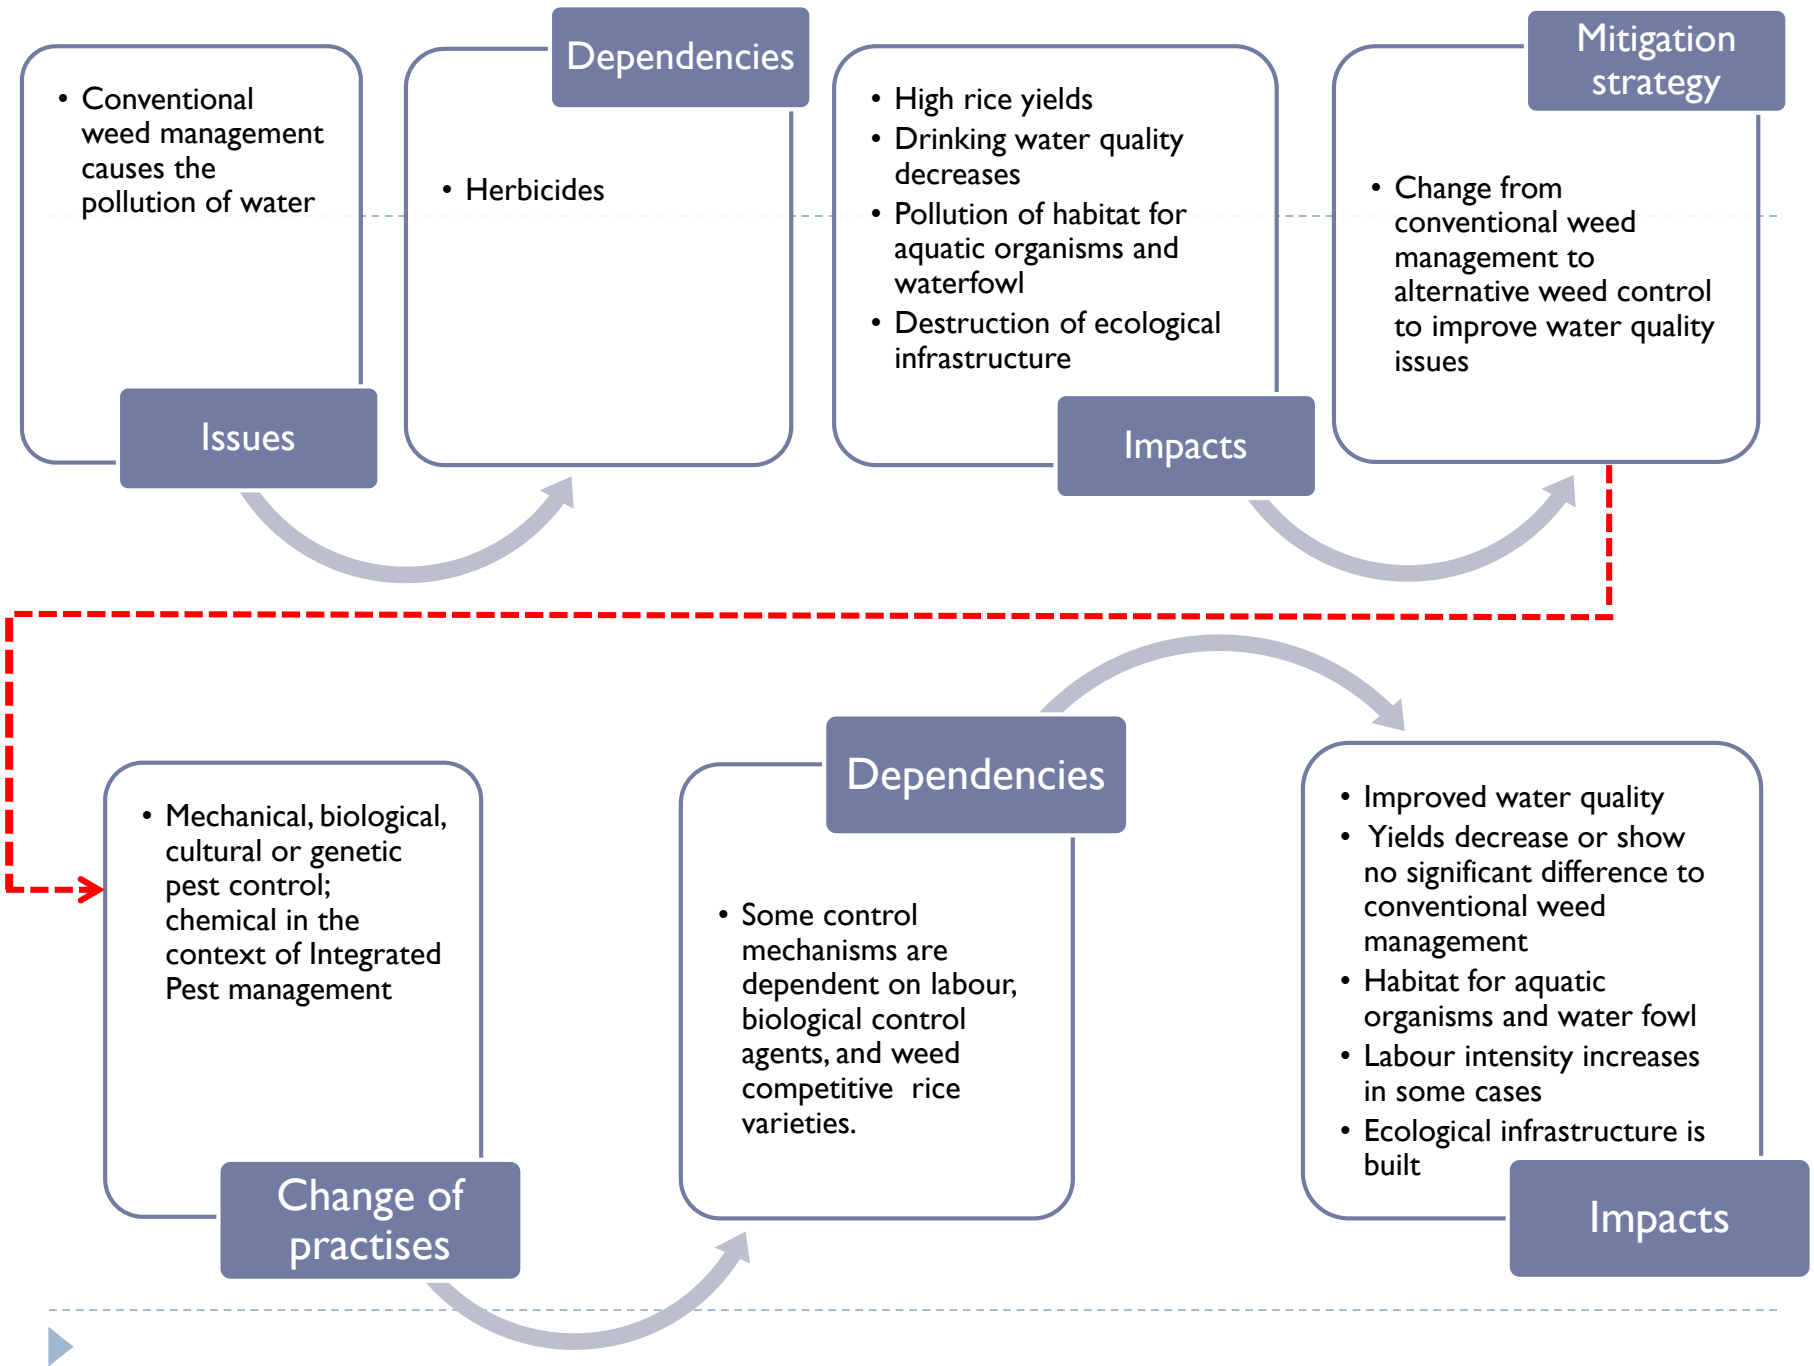 • Conventional
weed management
causes the
pollution of water
Issues
Dependencies
• Herbicides
• High rice yields
• Drinking water quality
decreases
• Pollution of habitat for
aquatic organisms and
waterfowl
• Destruction of ecological
infrastructure
Impacts
Mitigation
strategy
• Change from
conventional weed
management to
alternative weed control
to improve water quality
issues
• Mechanical, biological,
cultural or genetic
pest control;
chemical in the
context of Integrated
Pest management
Change of
practises
Dependencies
• Some control
mechanisms are
dependent on labour,
biological control
agents, and weed
competitive rice
varieties.
• Improved water quality
• Yields decrease or show
no significant difference to
conventional weed
management
• Habitat for aquatic
organisms and water fowl
• Labour intensity increases
in some cases
• Ecological infrastructure is
built
Impacts